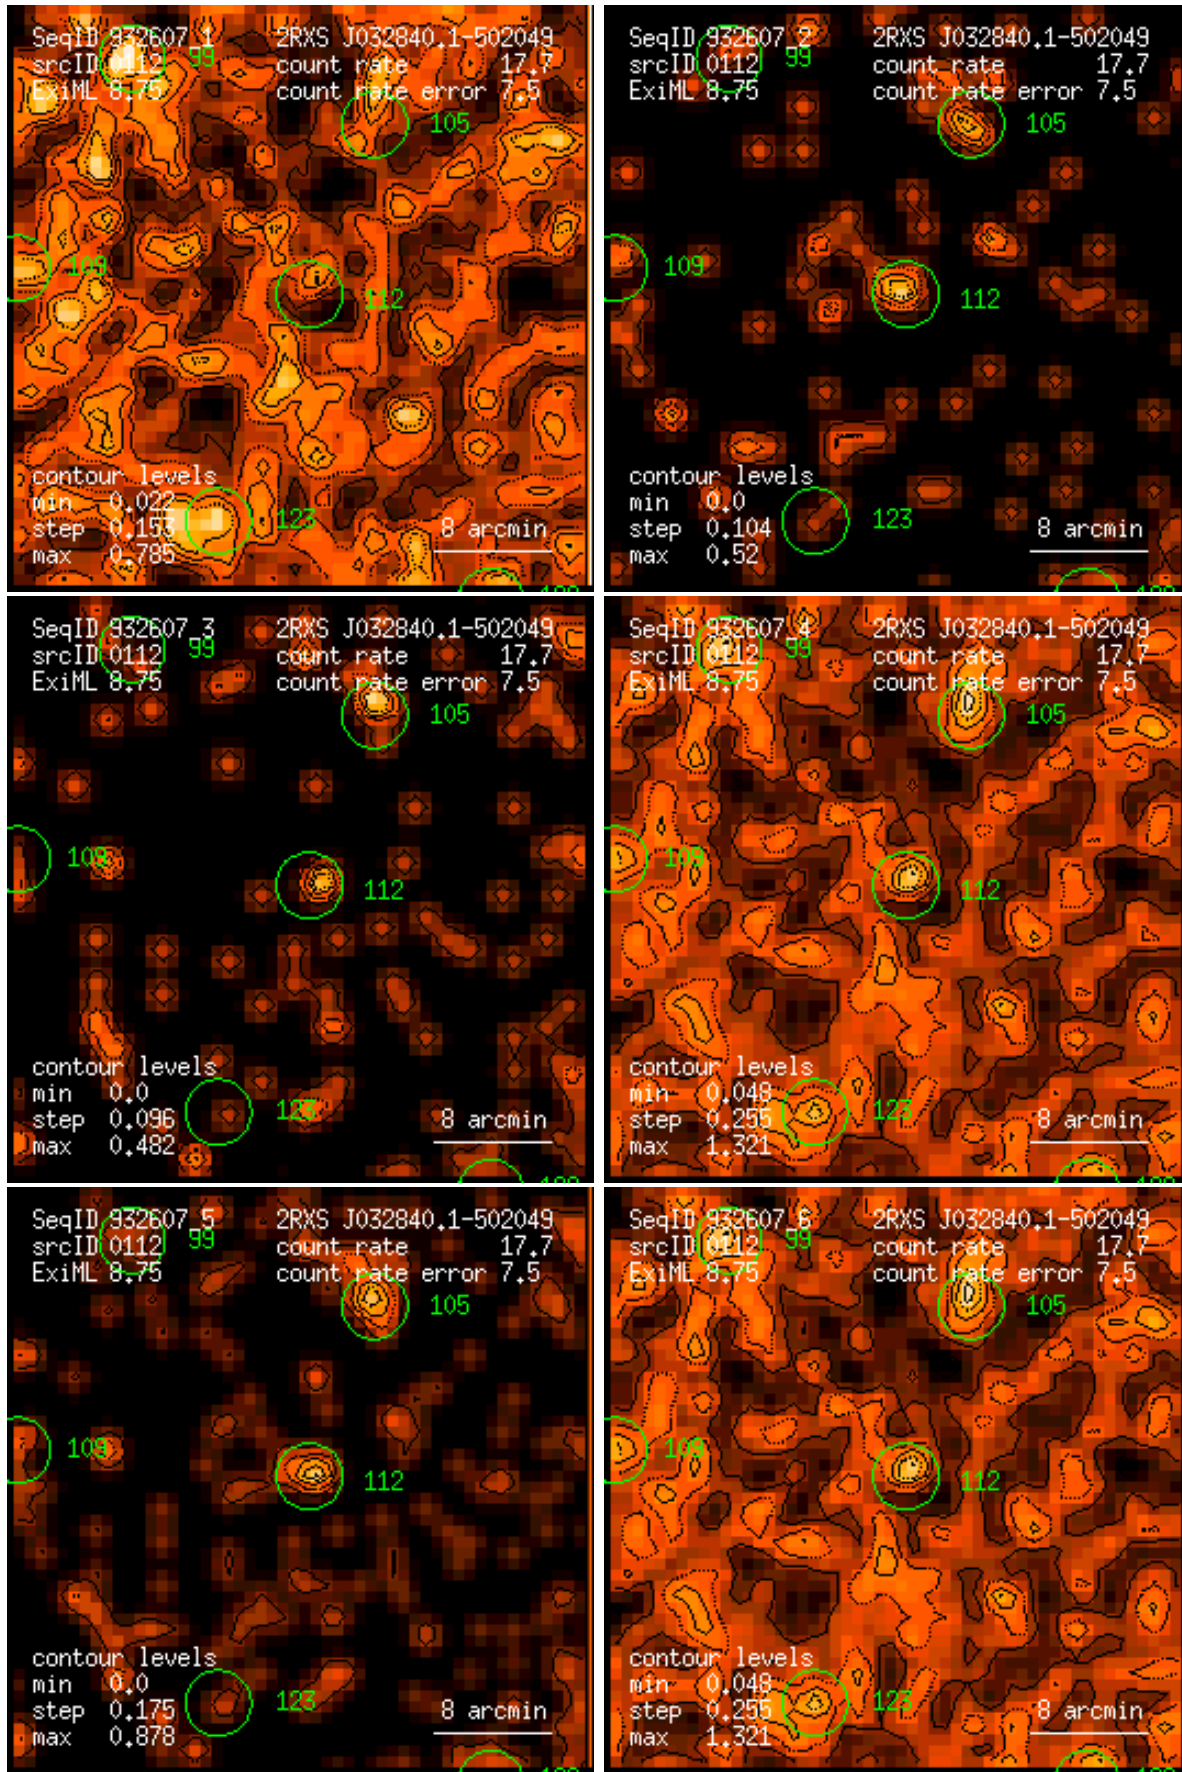 SeqID 932607_1 2RXS J032840.1-502049
srcID 0112 99 count rate 17.7
ExiML 8.75 count rate error 7.5
105
109
112
contour levels
min 0.022
step 0.153 123 8 arcmin
max 0.785
SeqID 932607_2 2RXS J032840.1-502049
srcID 0112 99 count rate 17.7
ExiML 8.75 count rate error 7.5
105
109
112
contour levels
min 0.0
step 0.104 123 8 arcmin
max 0.52
SeqID 932607_3 2RXS J032840.1-502049
srcID 0112 99 count rate 17.7
ExiML 8.75 count rate error 7.5
105
109
112
contour levels
min 0.0
step 0.096 123 8 arcmin
max 0.482
SeqID 932607_4 2RXS J032840.1-502049
srcID 0112 99 count rate 17.7
ExiML 8.75 count rate error 7.5
105
109
112
contour levels
min 0.048
step 0.255 123 8 arcmin
max 1.321
SeqID 932607_5 2RXS J032840.1-502049
srcID 0112 99 count rate 17.7
ExiML 8.75 count rate error 7.5
105
109
112
contour levels
min 0.0
step 0.175 123 8 arcmin
max 0.878
SeqID 932607_6 2RXS J032840.1-502049
srcID 0112 99 count rate 17.7
ExiML 8.75 count rate error 7.5
105
109
112
contour levels
min 0.048
step 0.255 123 8 arcmin
max 1.321